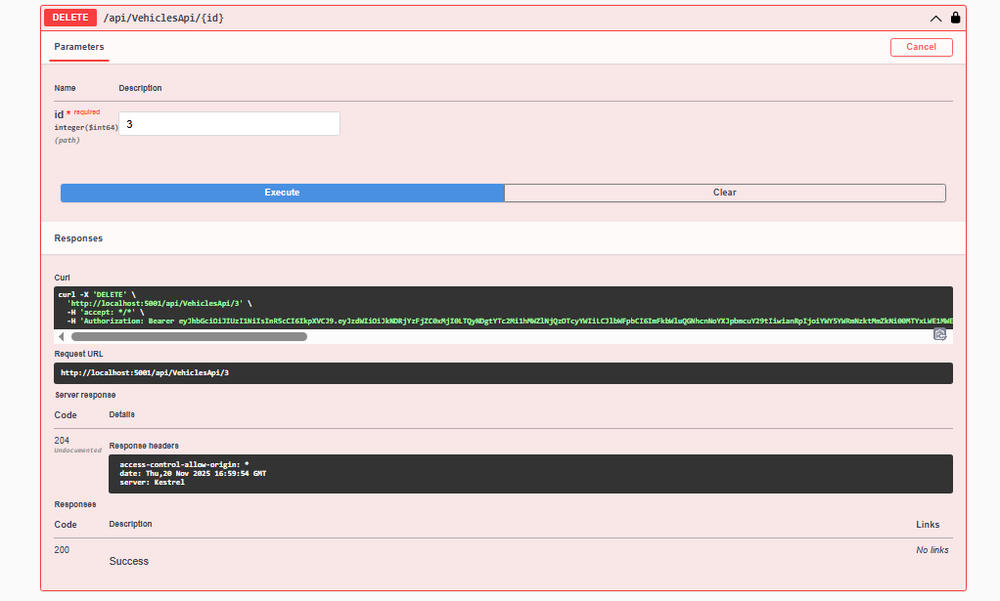 DELETE /api/VehiclesApi/{id}
Parameters
Cancel
Name Description
id * required
integer($int64)
(path)
3
Execute Clear
Responses
Curl
curl -X 'DELETE' \
'http://localhost:5001/api/VehiclesApi/3' \
-H 'accept: */*' \
-H 'Authorization: Bearer
Request URL
http://localhost:5001/api/VehiclesApi/3
Server response
Code Details
204
Undocumented
Response headers
access-control-allow-origin: *
date: Thu,20 Nov 2025 16:59:54 GMT
server: Kestrel
Responses
Code Description Links
200
Success
No links